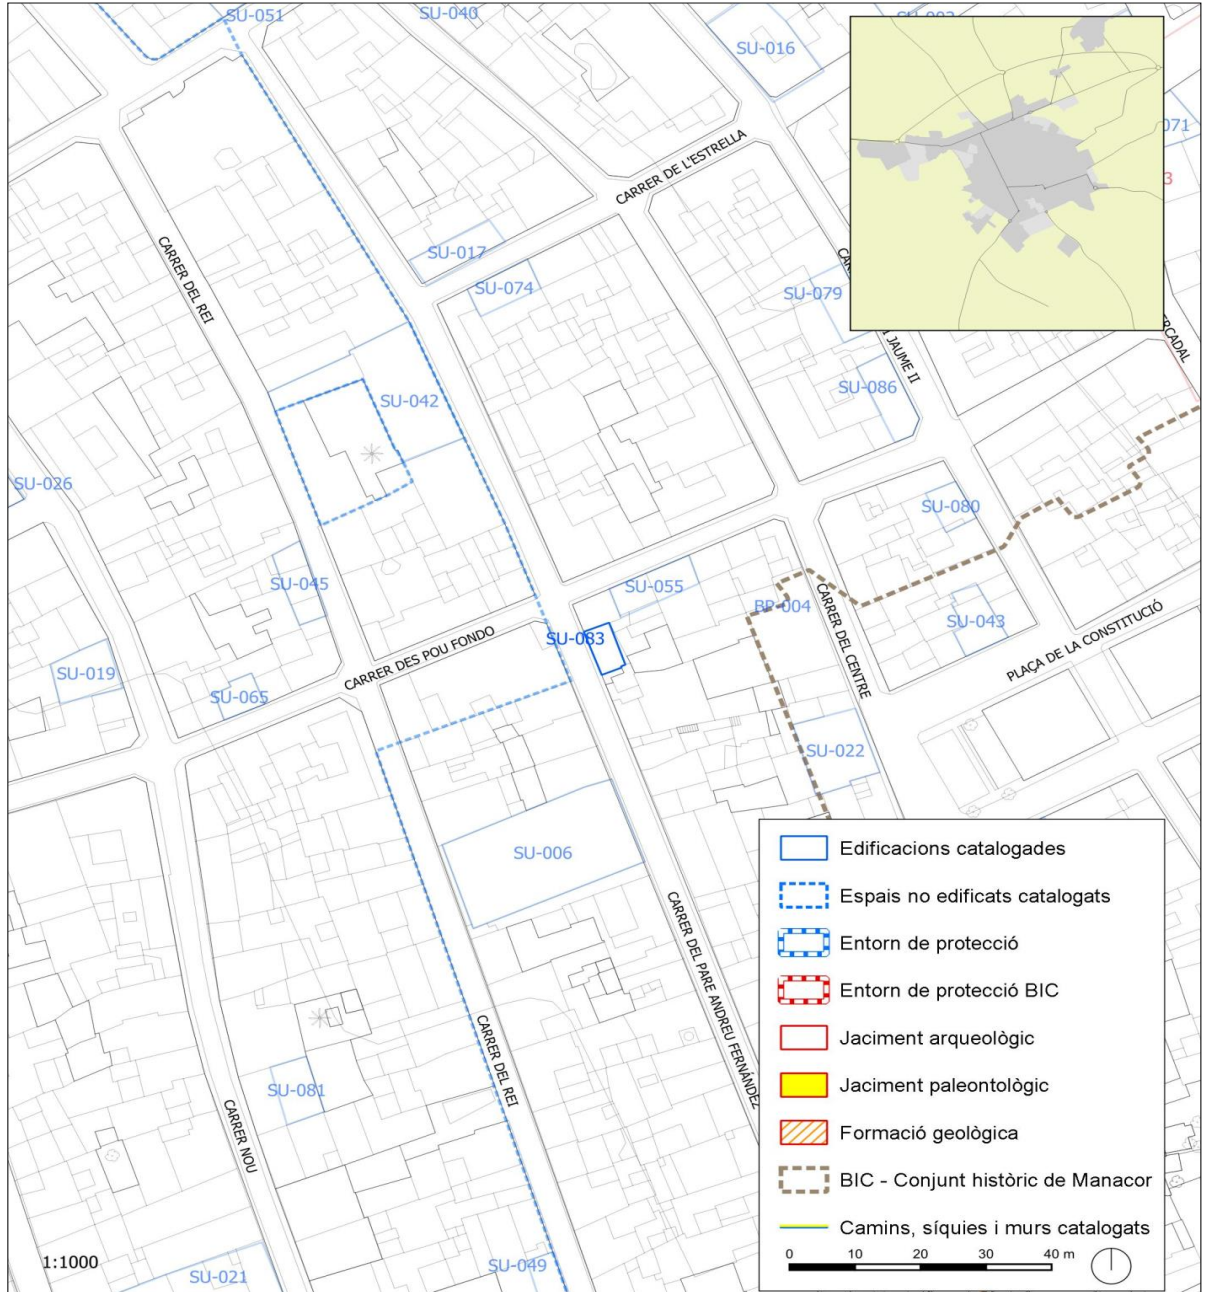 SU-051
SU-040
SU-016
071
3
CARRER DE L'ESTRELLA
CARRER DEL REI
SU-017
SU-074
SU-079
JAUME II
ERCADAL
SU-086
SU-042
SU-026
SU-080
SU-045
SU-055
BP-004
CARRER DEL CENTRE
SU-043
PLAÇA DE LA CONSTITUCIÓ
SU-083
CARRER DES POU FONDO
SU-019
SU-065
SU-022
SU-006
CARRER DEL PARE ANDREU FERNÁNDEZ
CARRER DEL REI
SU-081
CARRER NOU
SU-049
SU-021
1:1000
Edificacions catalogades
Espais no edificats catalogats
Entorn de protecció
Entorn de protecció BIC
Jaciment arqueològic
Jaciment paleontològic
Formació geològica
BIC - Conjunt històric de Manacor
Camins, síquies i murs catalogats
0 10 20 30 40 m